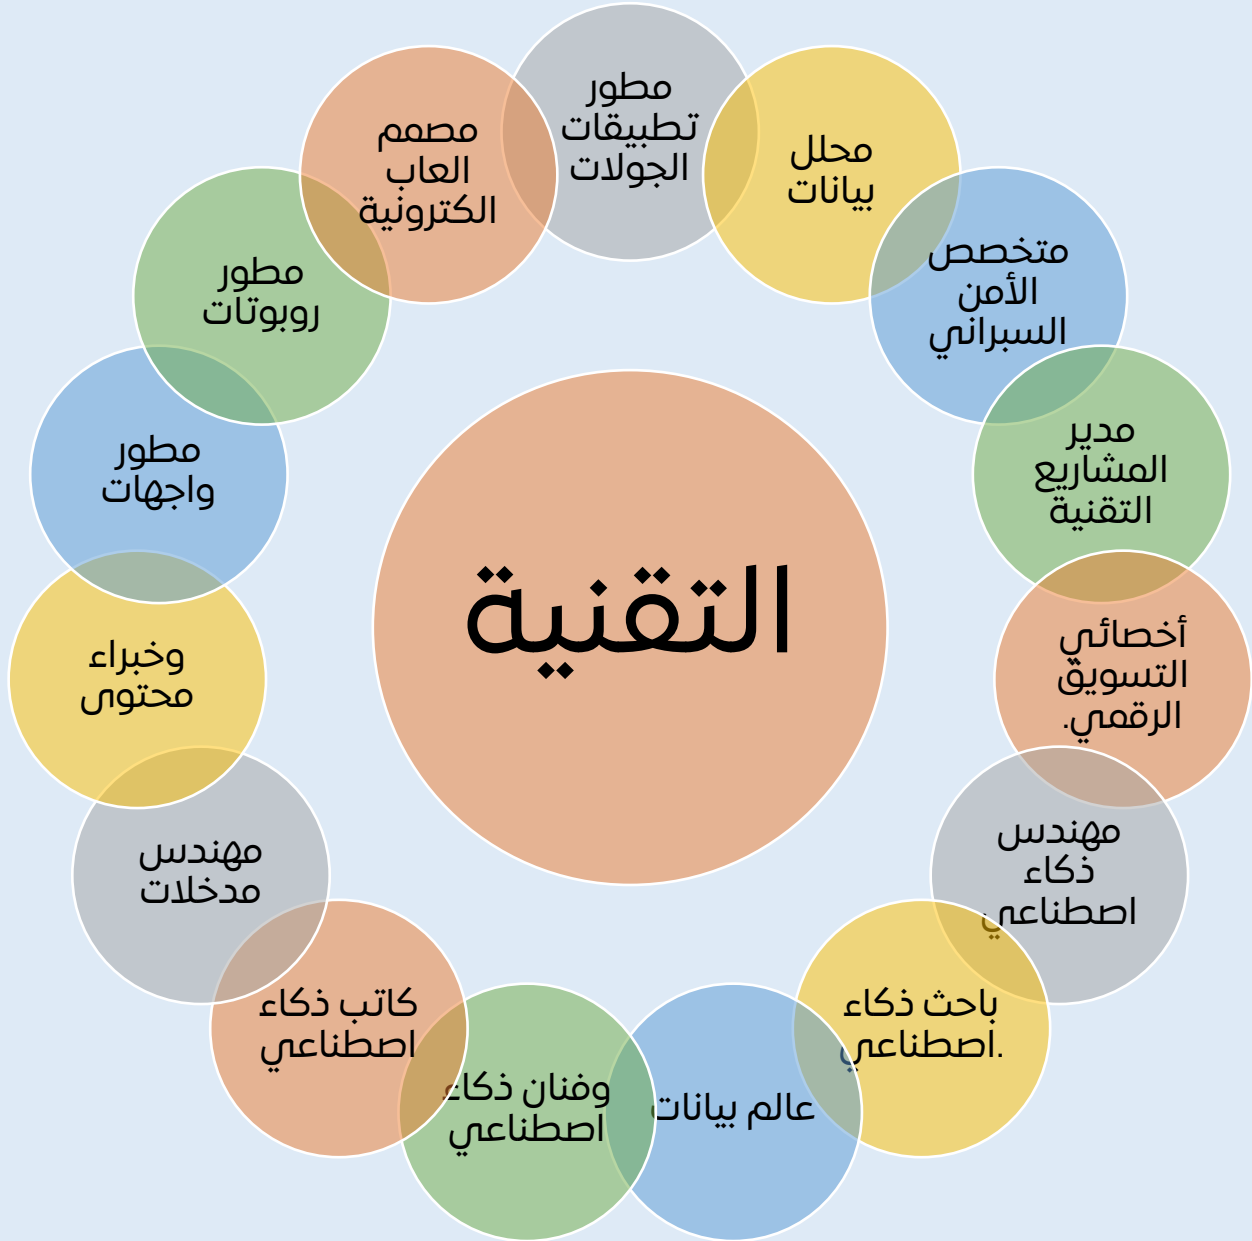 التقنية
مطور
تطبيقات
الجولات
محلل
بيانات
متخصص
الأمن
السبراني
مدير
المشاريع
التقنية
أخصائي
التسويق
الرقمي.
مهندس
ذكاء
اصطناعي
باحث ذكاء
اصطناعي.
عالم بيانات
وفنان ذكاء
اصطناعي
كاتب ذكاء
اصطناعي
مهندس
مدخلات
وخبراء
محتوى
مطور
واجهات
مطور
روبوتات
مصمم
العاب
الكترونية